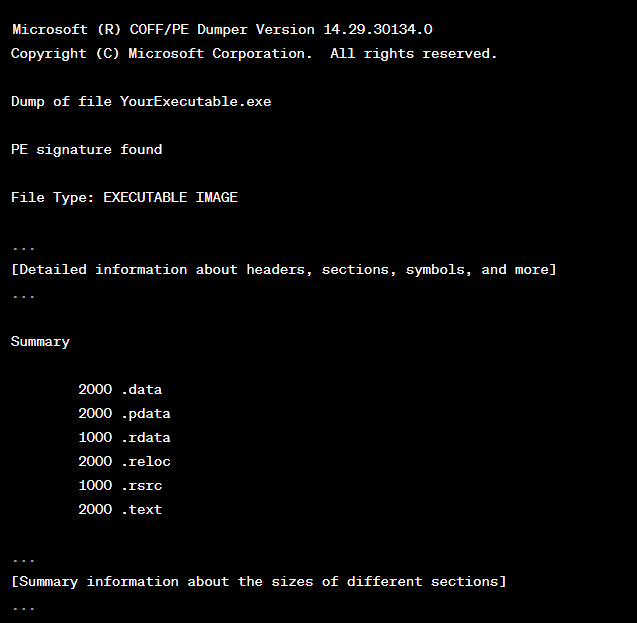 Microsoft (R) COFF/PE Dumper Version 14.29.30134.0
Copyright (C) Microsoft Corporation.  All rights reserved.
Dump of file YourExecutable.exe
PE signature found
File Type: EXECUTABLE IMAGE
...
[Detailed information about headers, sections, symbols, and more]
...
Summary
2000 .data
2000 .pdata
1000 .rdata
2000 .reloc
1000 .rsrc
2000 .text
...
[Summary information about the sizes of different sections]
...